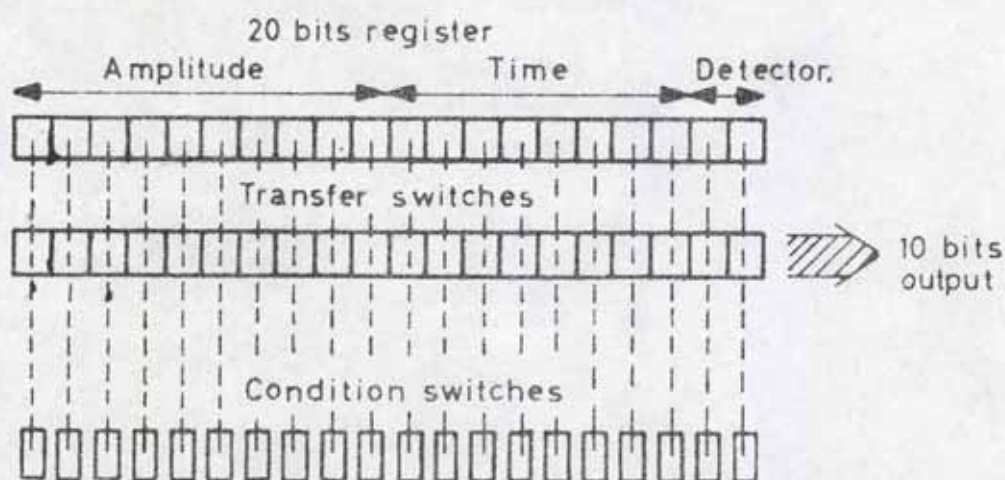 20 bits register
Amplitude Time Detector.
Transfer switches
10 bits
output
Condition switches